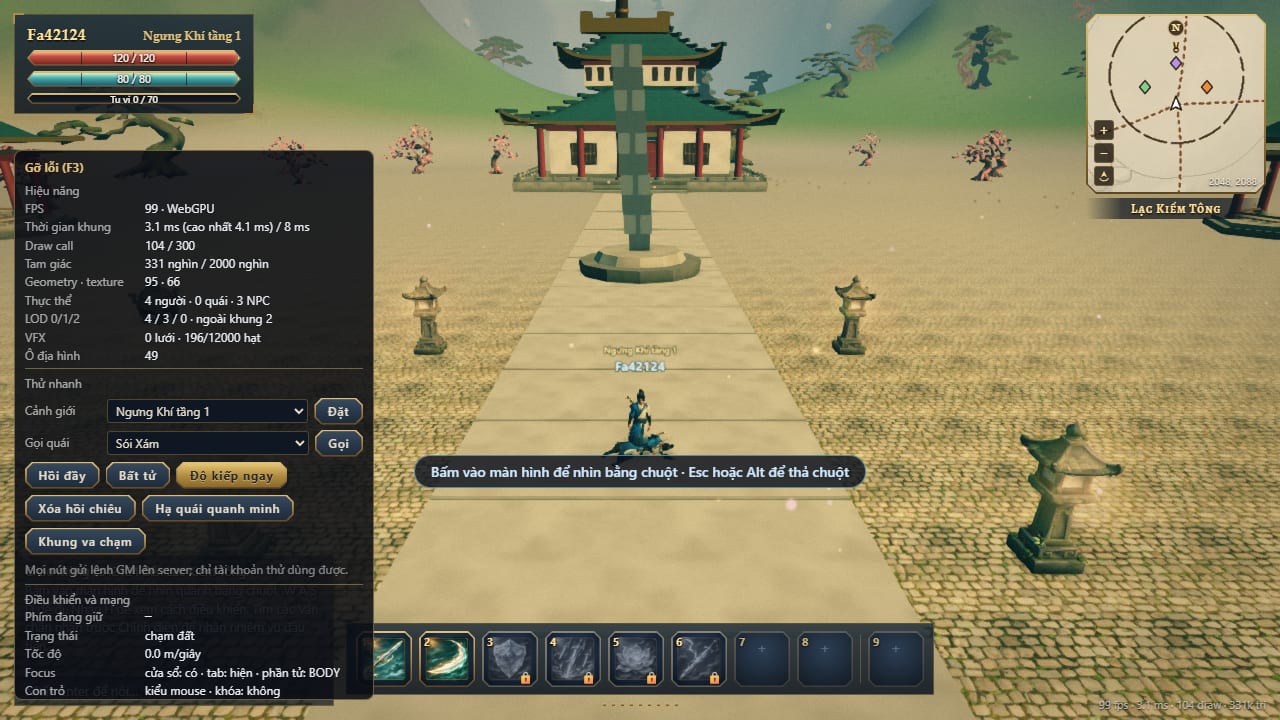 Fa42124 Ngưng Khí tầng 1
120 / 120
80 / 80
Tu vi 0 / 70
N
2048, 2088
Lạc Kiếm Tông
Gỡ lỗi (F3)
Hiệu năng
FPS 99 · WebGPU
Thời gian khung 3.1 ms (cao nhất 4.1 ms) / 8 ms
Draw call 104 / 300
Tam giác 331 nghìn / 2000 nghìn
Geometry · texture 95 · 66
Thực thể 4 người · 0 quái · 3 NPC
LOD 0/1/2 4 / 3 / 0 · ngoài khung 2
VFX 0 lưới · 196/12000 hạt
Ô địa hình 49
Thử nhanh
Cảnh giới Ngưng Khí tầng 1 Đặt
Gọi quái Sói Xám Gọi
Hồi đầy Bất tử Độ kiếp ngay
Xóa hồi chiêu Hạ quái quanh mình
Khung va chạm
Mọi nút gửi lệnh GM lên server, chỉ tài khoản thử dùng được.
Điều khiển và mạng
Phím đang giữ –
Trạng thái chạm đất
Tốc độ 0.0 m/giây
Focus cửa sổ: có · tab: hiện · phần tử: BODY
Con trỏ kiểu mouse · khóa: không
Ngưng Khí tầng 1
Fa42124
Bấm vào màn hình để nhìn bằng chuột · Esc hoặc Alt để thả chuột
2 3 4 5 6 7 8 9
99 fps · 3.1 ms · 104 draw · 331k tri